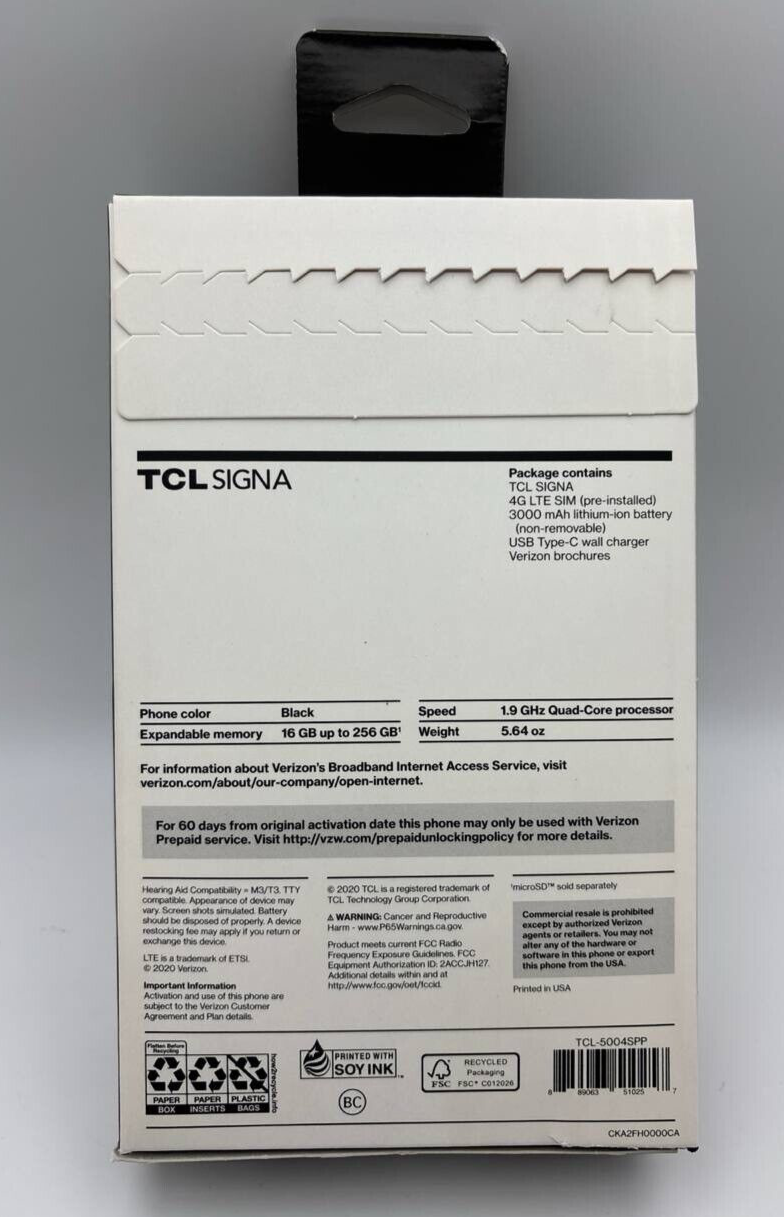 TCL SIGNA
Package contains
TCL SIGNA
4G LTE SIM (pre-installed)
3000 mAh lithium-ion battery
(non-removable)
USB Type-C wall charger
Verizon brochures
Phone color Black
Expandable memory 16 GB up to 256 GB¹
Speed 1.9 GHz Quad-Core processor
Weight 5.64 oz
For information about Verizon's Broadband Internet Access Service, visit
verizon.com/about/our-company/open-internet.
For 60 days from original activation date this phone may only be used with Verizon
Prepaid service. Visit http://vzw.com/prepaidunlockingpolicy for more details.
Hearing Aid Compatibility = M3/T3. TTY
compatible. Appearance of device may
vary. Screen shots simulated. Battery
should be disposed of properly. A device
restocking fee may apply if you return or
exchange this device.
LTE is a trademark of ETSI.
© 2020 Verizon.
Important Information
Activation and use of this phone are
subject to the Verizon Customer
Agreement and Plan details.
© 2020 TCL is a registered trademark of
TCL Technology Group Corporation.
⚠ WARNING: Cancer and Reproductive
Harm - www.P65Warnings.ca.gov.
Product meets current FCC Radio
Frequency Exposure Guidelines. FCC
Equipment Authorization ID: 2ACCJH127.
Additional details within and at
http://www.fcc.gov/oet/fccid.
¹microSD™ sold separately
Commercial resale is prohibited
except by authorized Verizon
agents or retailers. You may not
alter any of the hardware or
software in this phone or export
this phone from the USA.
Printed in USA
Flatten Before
Recycling
PAPER PAPER PLASTIC
BOX INSERTS BAGS
how2recycle.info
PRINTED WITH
SOY INK™
BC
FSC
RECYCLED
Packaging
FSC® C012026
TCL-5004SPP
8 89063 51025 7
CKA2FH0000CA